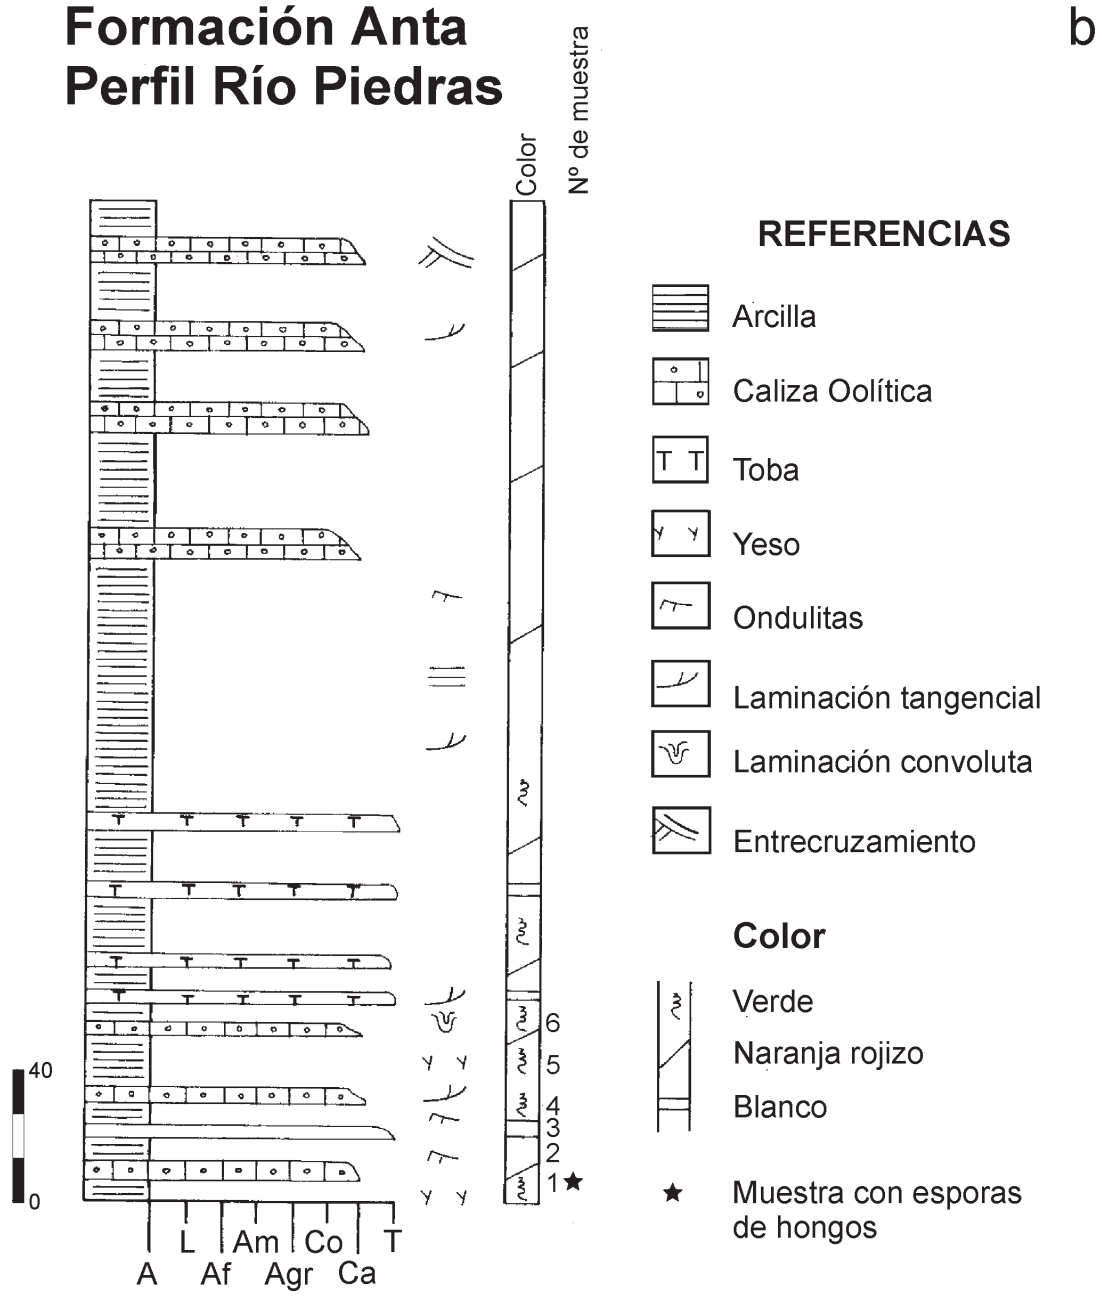 Formación Anta
Perfil Río Piedras
b
Color
Nº de muestra
REFERENCIAS
Arcilla
Caliza Oolítica
T T
Toba
Yeso
Ondulitas
Laminación tangencial
Laminación convoluta
Entrecruzamiento
Color
Verde
Naranja rojizo
Blanco
Muestra con esporas
de hongos
T T T T T
T T T T T
T T T T T
T T T T T
6
5
4
3
2
1
40
0
L Am Co T
A Af Agr Ca